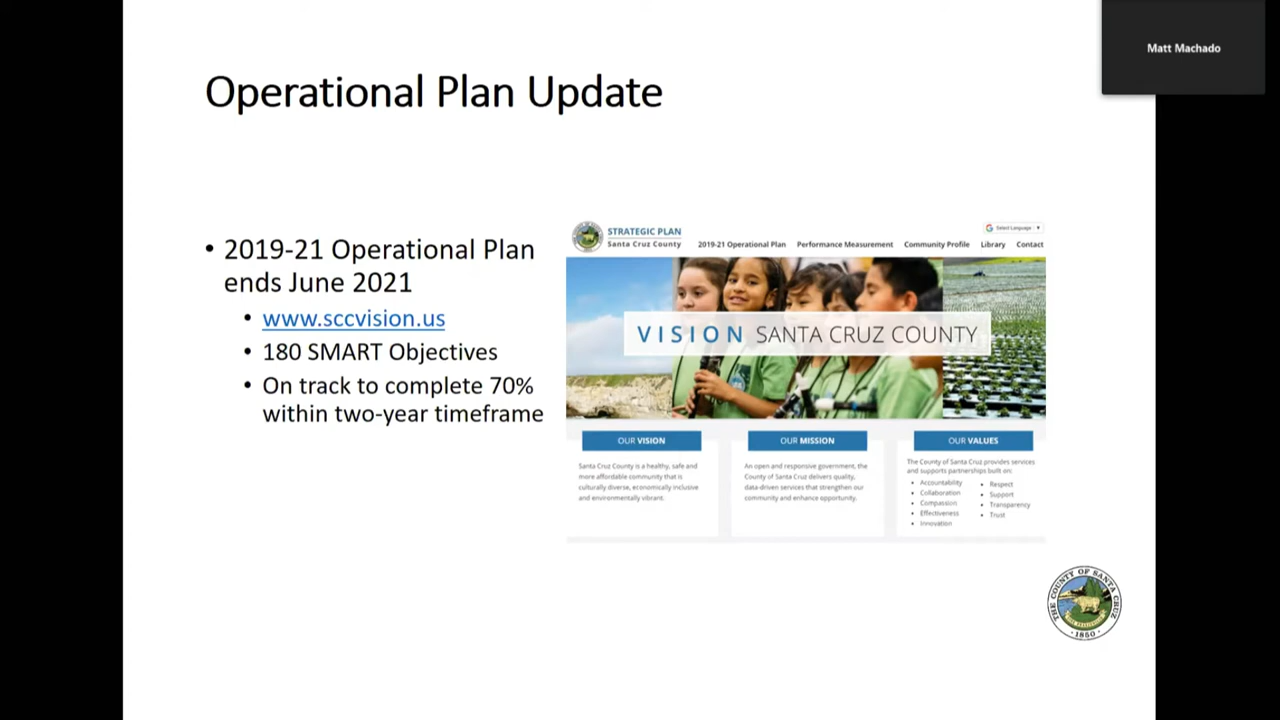 Matt Machado
Operational Plan Update
• 2019-21 Operational Plan
ends June 2021
• www.sccvision.us
• 180 SMART Objectives
• On track to complete 70%
within two-year timeframe
STRATEGIC PLAN
Santa Cruz County
2019-21 Operational Plan
Performance Measurement
Community Profile
Library
Contact
G Select Language ▼
VISION SANTA CRUZ COUNTY
OUR VISION
Santa Cruz County is a healthy, safe and
more affordable community that is
culturally diverse, economically inclusive
and environmentally vibrant.
OUR MISSION
An open and responsive government, the
County of Santa Cruz delivers quality,
data-driven services that strengthen our
community and enhance opportunity.
OUR VALUES
The County of Santa Cruz provides services
and supports partnerships built on:
• Accountability
• Collaboration
• Compassion
• Effectiveness
• Innovation
• Respect
• Support
• Transparency
• Trust
THE COUNTY OF SANTA CRUZ
• 1850 •